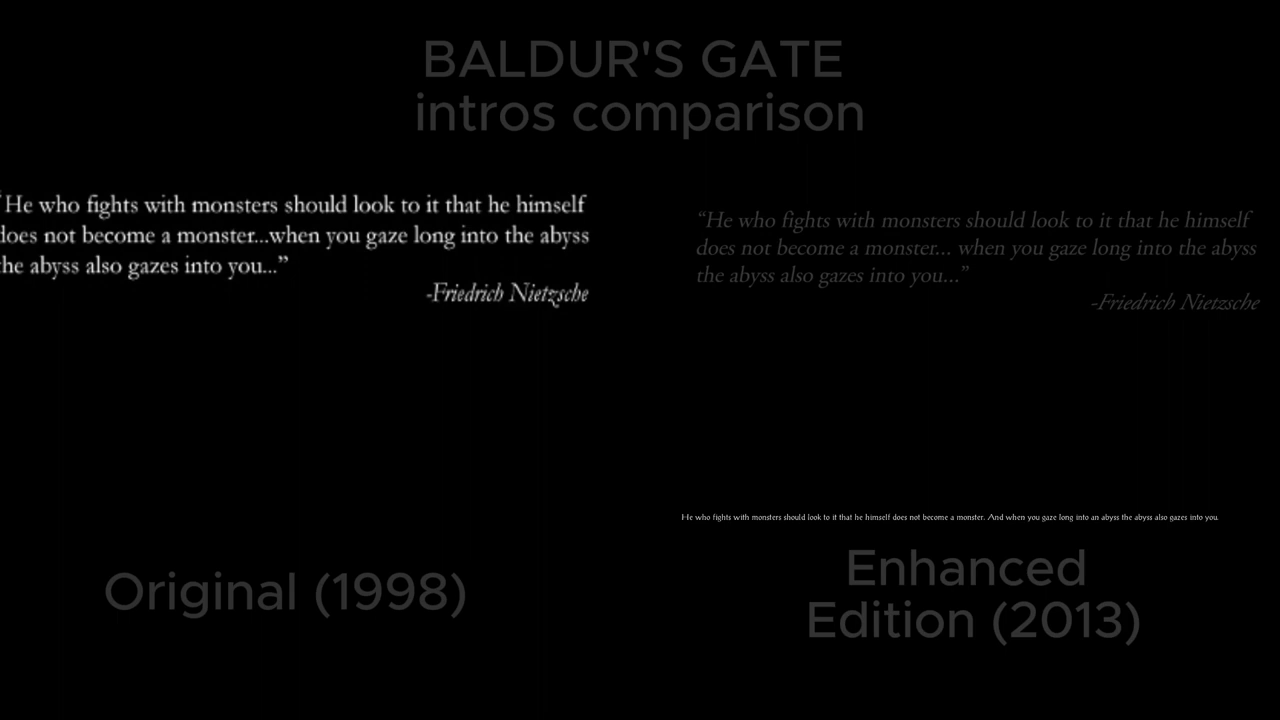 BALDUR'S GATE
intros comparison
"He who fights with monsters should look to it that he himself
does not become a monster...when you gaze long into the abyss
the abyss also gazes into you..."
-Friedrich Nietzsche
“He who fights with monsters should look to it that he himself
does not become a monster... when you gaze long into the abyss
the abyss also gazes into you...”
-Friedrich Nietzsche
He who fights with monsters should look to it that he himself does not become a monster. And when you gaze long into an abyss the abyss also gazes into you.
Original (1998)
Enhanced
Edition (2013)